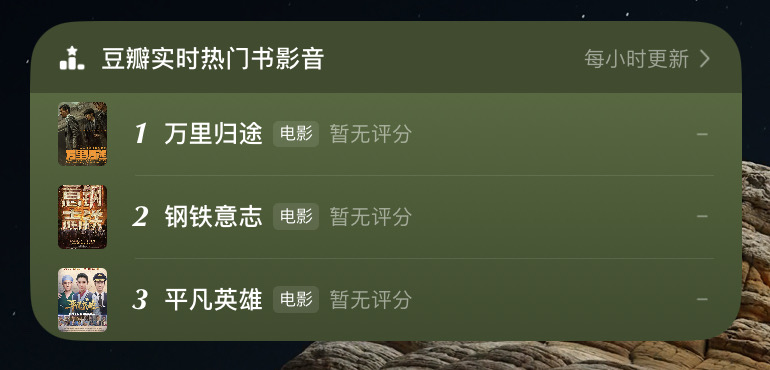 豆瓣实时热门书影音 每小时更新
1 万里归途 电影 暂无评分
2 钢铁意志 电影 暂无评分
3 平凡英雄 电影 暂无评分